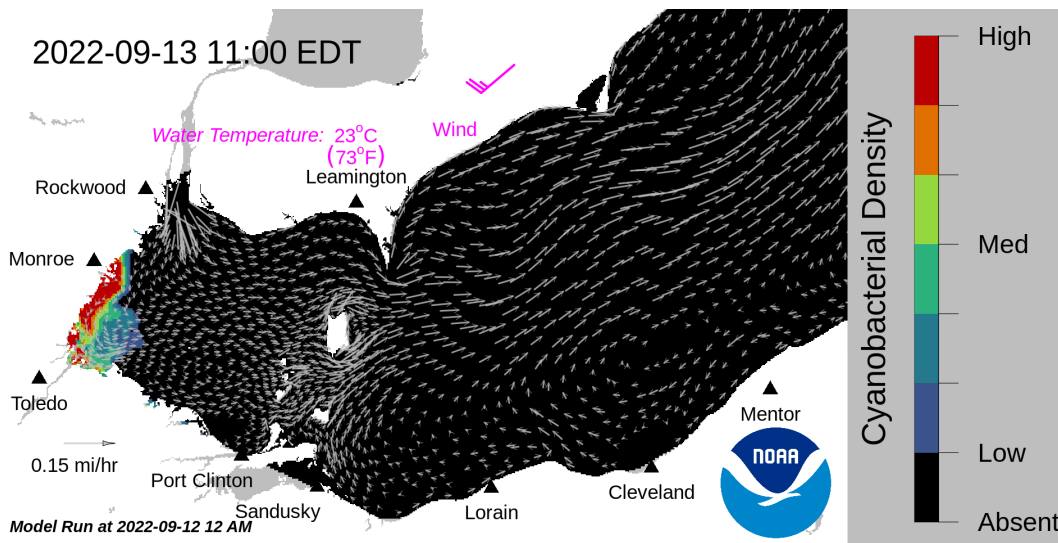 2022-09-13 11:00 EDT
High
Water Temperature: 23°C
(73°F)
Wind
Leamington
Rockwood
Monroe
Med
Cyanobacterial Density
Toledo
Mentor
NOAA
0.15 mi/hr
Low
Port Clinton
Cleveland
Sandusky
Lorain
Model Run at 2022-09-12 12 AM
Absent